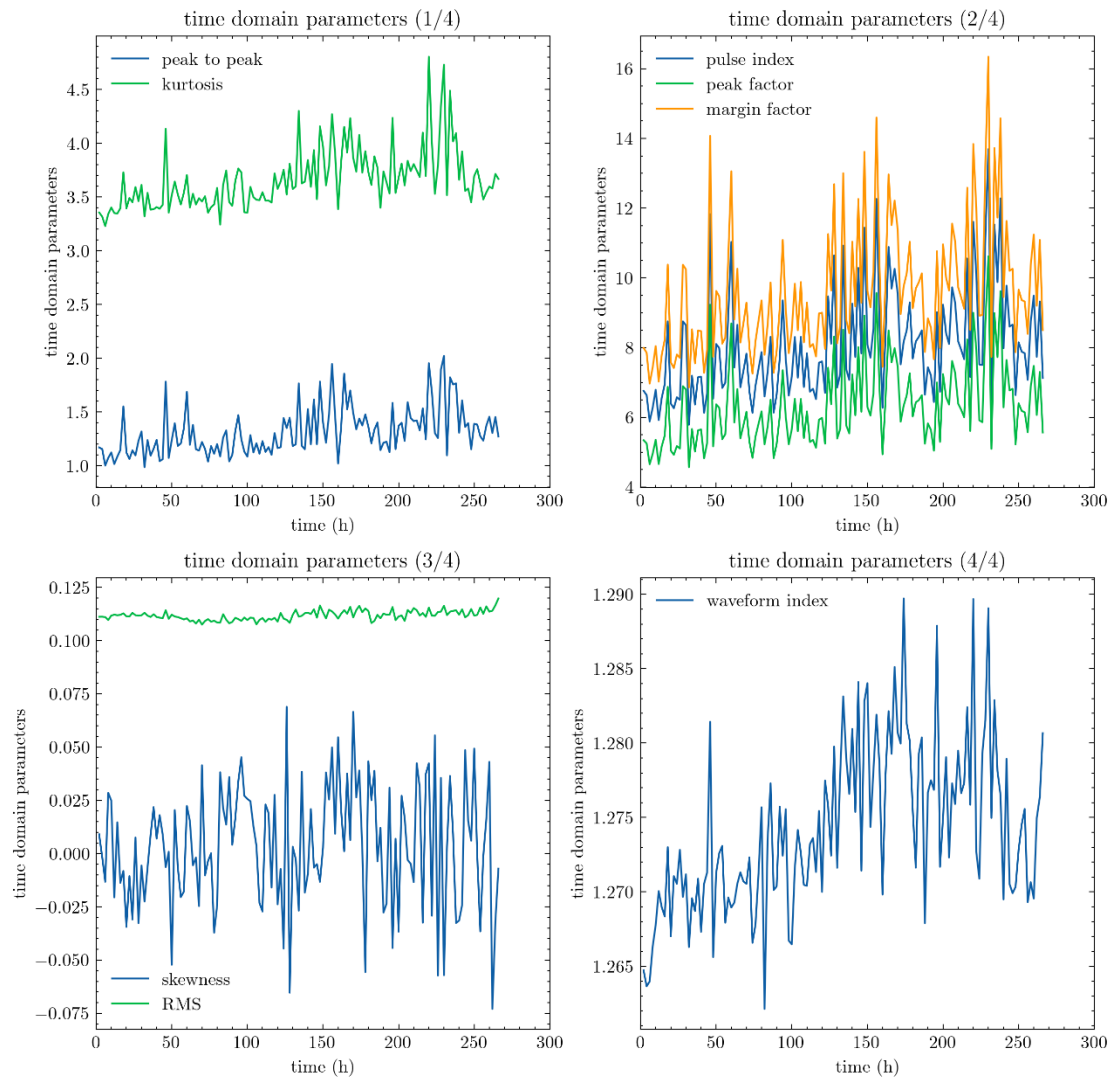 time domain parameters (1/4)
peak to peak
kurtosis
4.5
4.0
3.5
3.0
2.5
2.0
1.5
1.0
time domain parameters
0 50 100 150 200 250 300
time (h)
time domain parameters (2/4)
pulse index
peak factor
margin factor
16
14
12
10
8
6
4
time domain parameters
0 50 100 150 200 250 300
time (h)
time domain parameters (3/4)
0.125
0.100
0.075
0.050
0.025
0.000
−0.025
−0.050
−0.075
time domain parameters
skewness
RMS
0 50 100 150 200 250 300
time (h)
time domain parameters (4/4)
waveform index
1.290
1.285
1.280
1.275
1.270
1.265
time domain parameters
0 50 100 150 200 250 300
time (h)